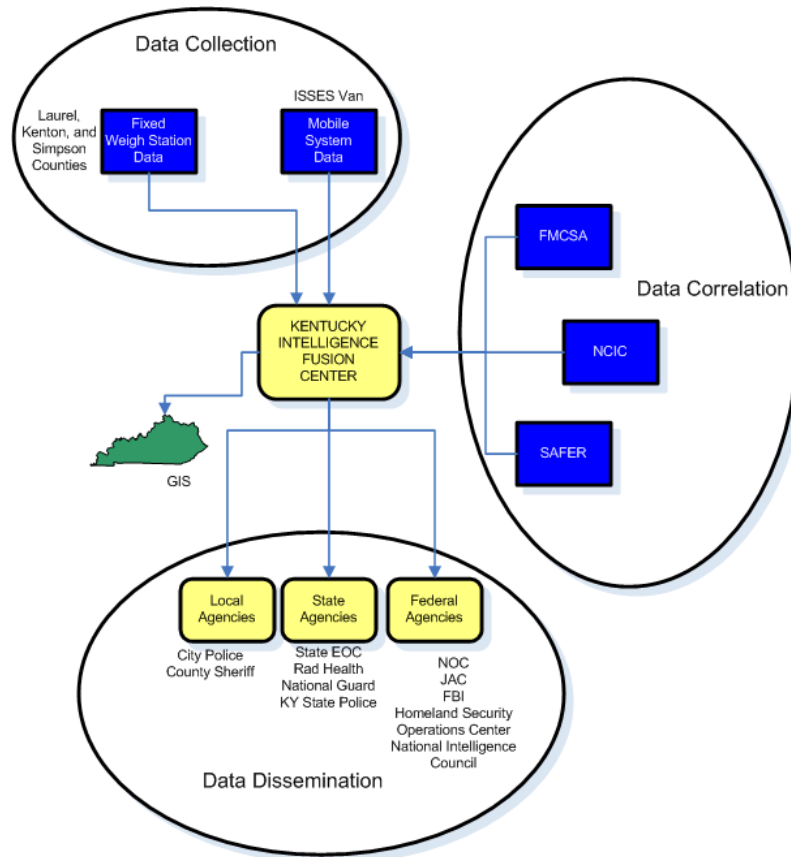 Data Collection
ISSES Van
Laurel,
Kenton, and
Simpson
Counties
Fixed
Weigh Station
Data
Mobile
System
Data
FMCSA
Data Correlation
NCIC
SAFER
KENTUCKY
INTELLIGENCE
FUSION
CENTER
GIS
Local
Agencies
State
Agencies
Federal
Agencies
City Police
County Sheriff
State EOC
Rad Health
National Guard
KY State Police
NOC
JAC
FBI
Homeland Security
Operations Center
National Intelligence
Council
Data Dissemination